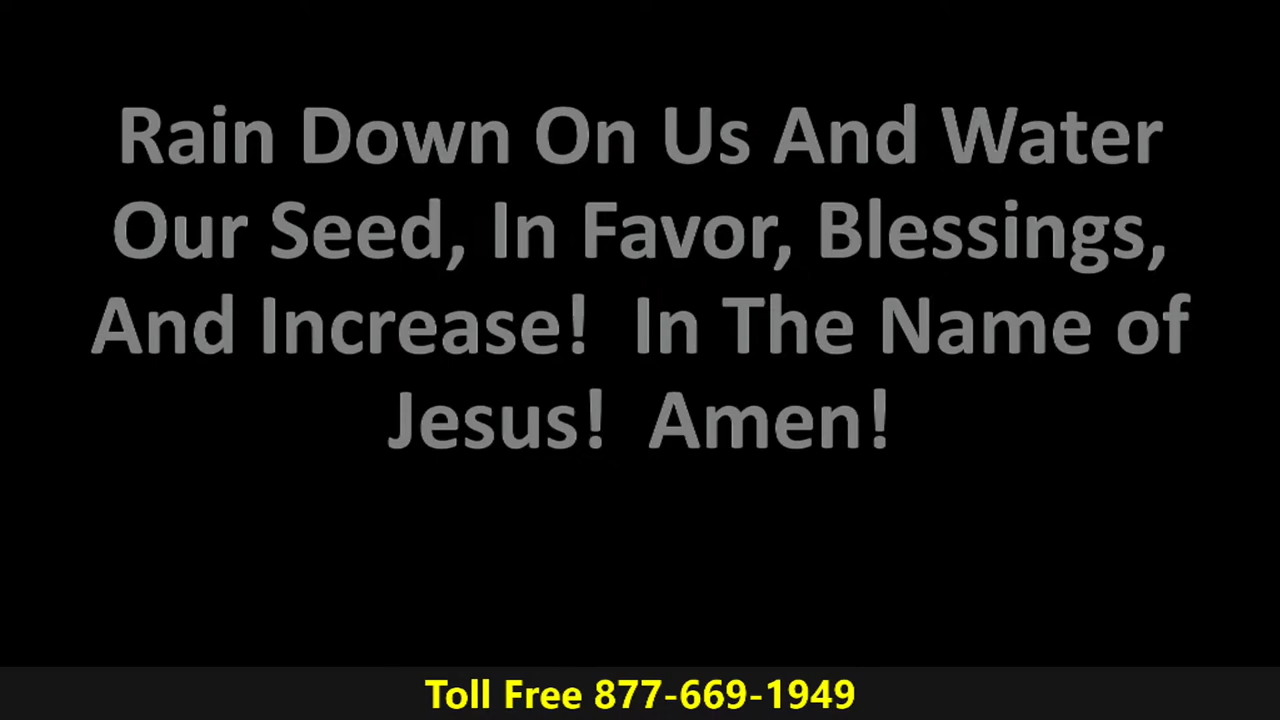 Rain Down On Us And Water
Our Seed, In Favor, Blessings,
And Increase!  In The Name of
Jesus!  Amen!
Toll Free 877-669-1949